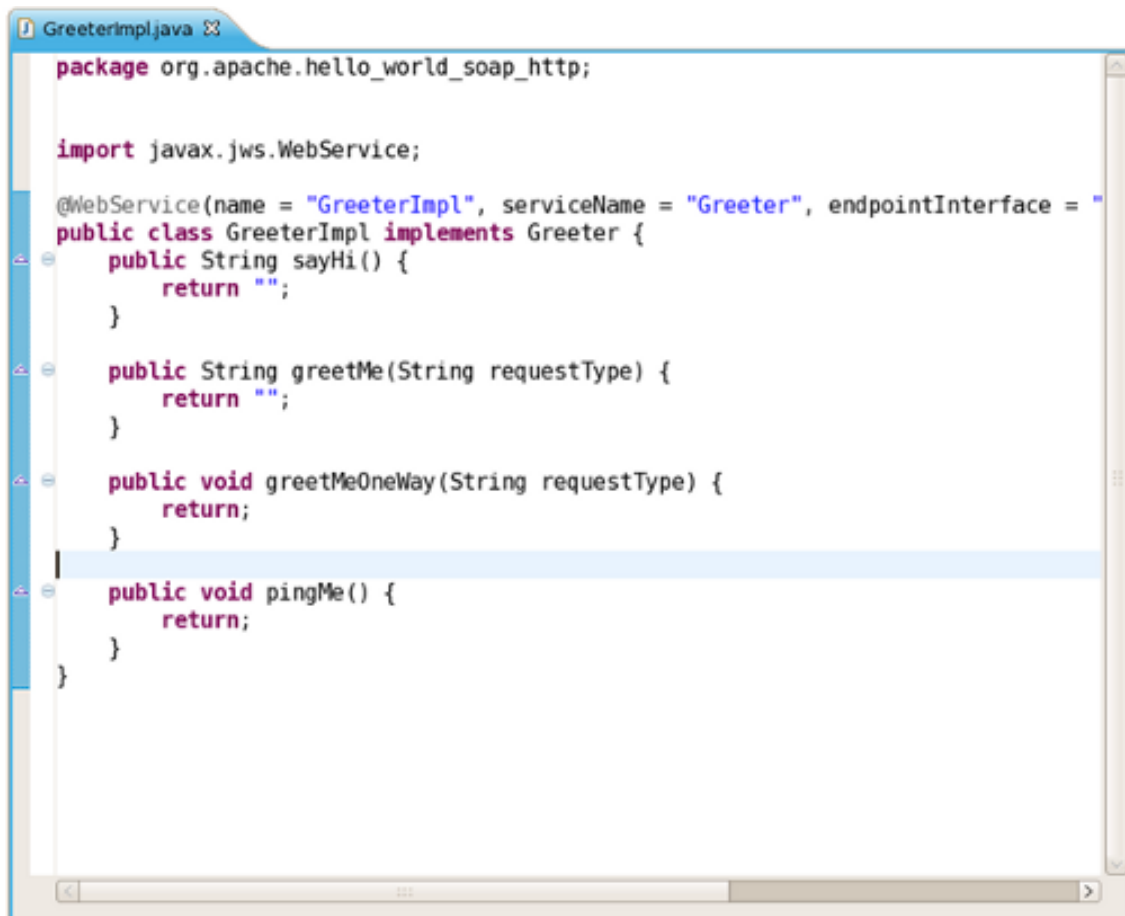 GreeterImpl.java
package org.apache.hello_world_soap_http;
import javax.jws.WebService;
@WebService(name = "GreeterImpl", serviceName = "Greeter", endpointInterface = "
public class GreeterImpl implements Greeter {
    public String sayHi() {
        return "";
    }
    public String greetMe(String requestType) {
        return "";
    }
    public void greetMeOneWay(String requestType) {
        return;
    }
    public void pingMe() {
        return;
    }
}